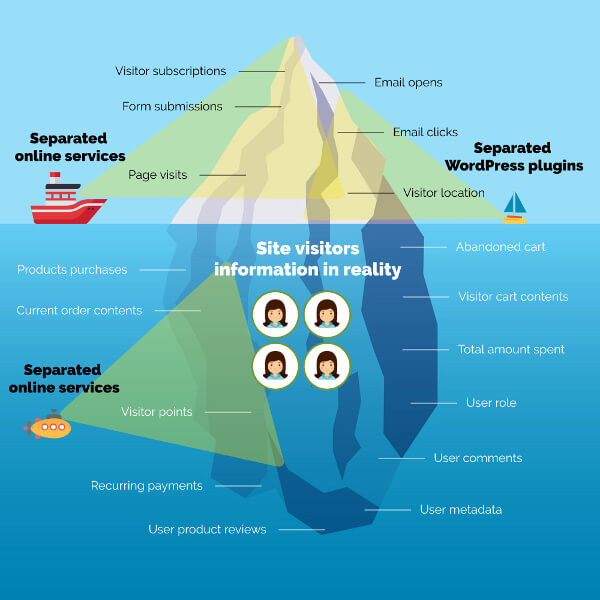 Visitor subscriptions
Email opens
Form submissions
Email clicks
Separated
online services
Separated
WordPress plugins
Page visits
Visitor location
Site visitors
information in reality
Abandoned cart
Products purchases
Visitor cart contents
Current order contents
Total amount spent
Separated
online services
User role
Visitor points
User comments
Recurring payments
User metadata
User product reviews